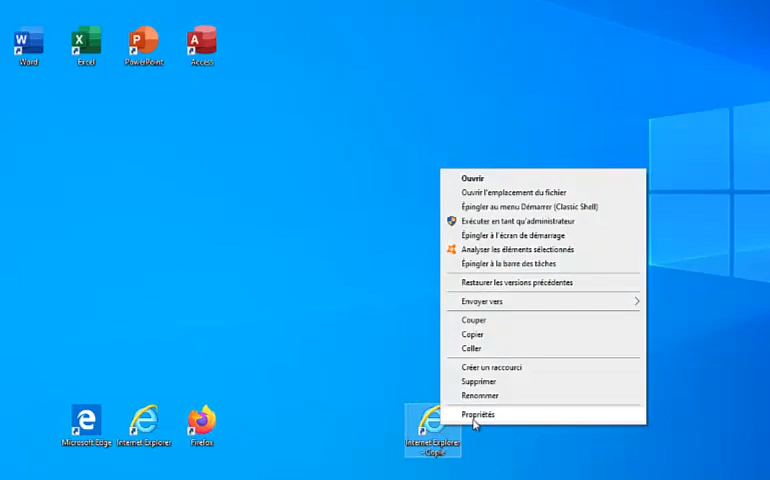 Word
Excel
PowerPoint
Access
Ouvrir
Ouvrir l'emplacement du fichier
Épingler au menu Démarrer (Classic Shell)
Exécuter en tant qu'administrateur
Épingler à l'écran de démarrage
Analyser les éléments sélectionnés
Épingler à la barre des tâches
Restaurer les versions précédentes
Envoyer vers
Couper
Copier
Coller
Créer un raccourci
Supprimer
Renommer
Propriétés
Microsoft Edge
Internet Explorer
Firefox
Internet Explorer
- Copie